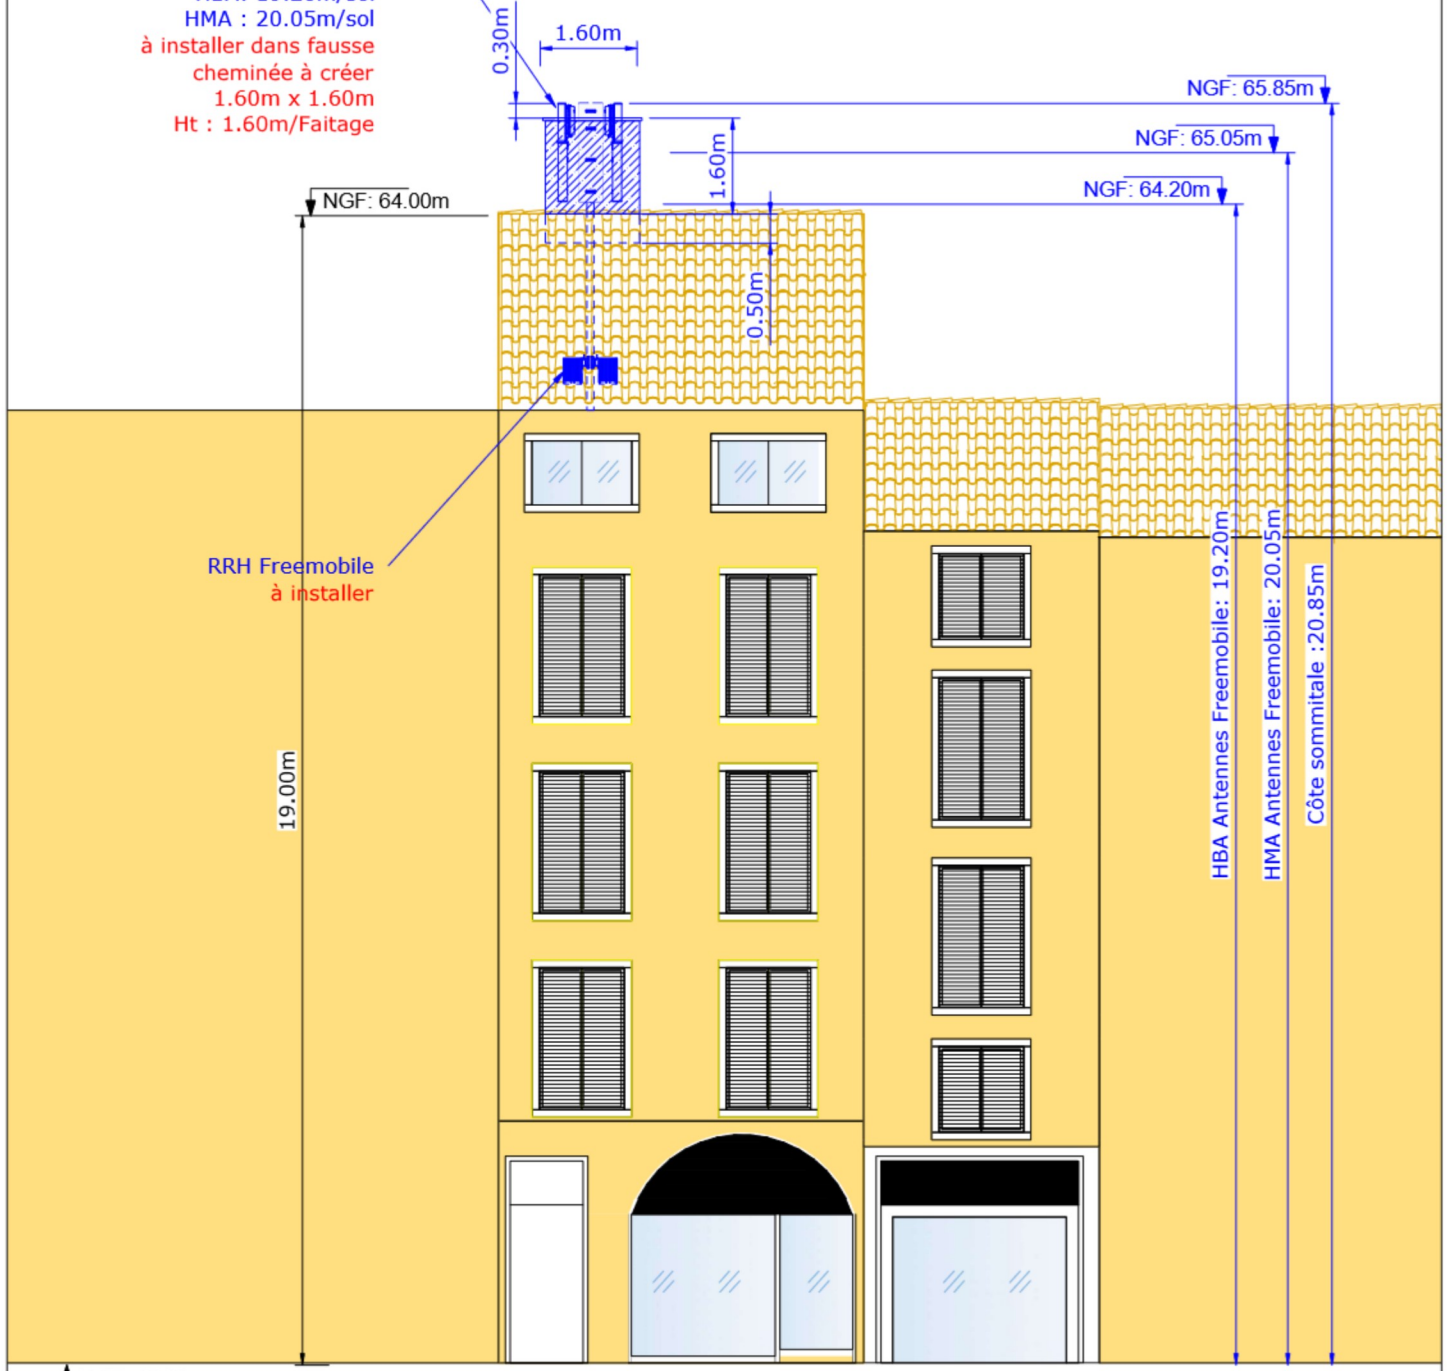 HMA : 20.05m/sol
à installer dans fausse
cheminée à créer
1.60m x 1.60m
Ht : 1.60m/Faitage
0.30m
1.60m
NGF: 65.85m
NGF: 65.05m
1.60m
NGF: 64.20m
NGF: 64.00m
0.50m
RRH Freemobile
à installer
19.00m
HBA Antennes Freemobile: 19.20m
HMA Antennes Freemobile: 20.05m
Côte sommitale :20.85m